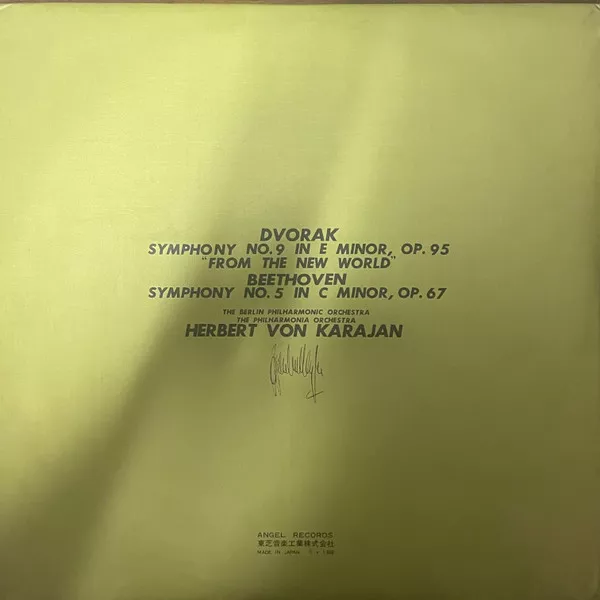 DVORAK
SYMPHONY NO.9 IN E MINOR, OP.95
"FROM THE NEW WORLD"
BEETHOVEN
SYMPHONY NO.5 IN C MINOR, OP.67
THE BERLIN PHILHARMONIC ORCHESTRA
THE PHILHARMONIA ORCHESTRA
HERBERT VON KARAJAN
ANGEL RECORDS
東芝音楽工業株式会社
MADE IN JAPAN